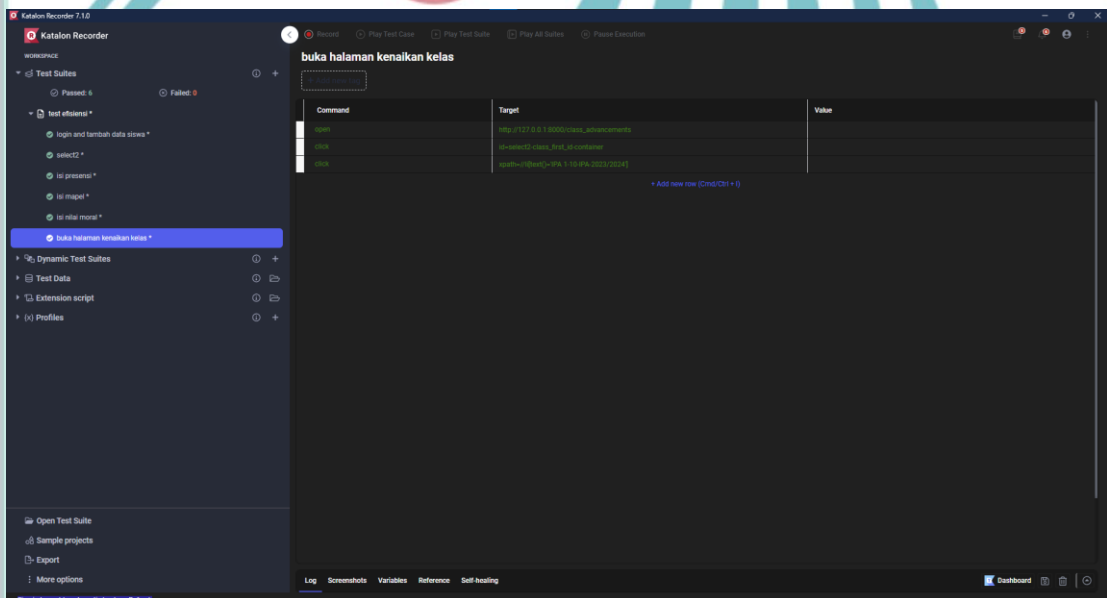 Katalon Recorder 7.1.0
Katalon Recorder
Record Play Test Case Play Test Suite Play All Suites Pause Execution
WORKSPACE
Test Suites
Passed: 6 Failed: 0
test efisiensi *
login and tambah data siswa *
select2 *
isi presensi *
isi mapel *
isi nilai moral *
buka halaman kenaikan kelas *
Dynamic Test Suites
Test Data
Extension script
(x) Profiles
Open Test Suite
Sample projects
Export
More options
buka halaman kenaikan kelas
Command Target Value
open http://127.0.0.1:8000/class_advancements
click id=select2-class_first_id-container
click xpath=//li[text()='IPA 1-10-IPA-2023/2024']
+ Add new row (Cmd/Ctrl + I)
Log Screenshots Variables Reference Self-healing
Dashboard